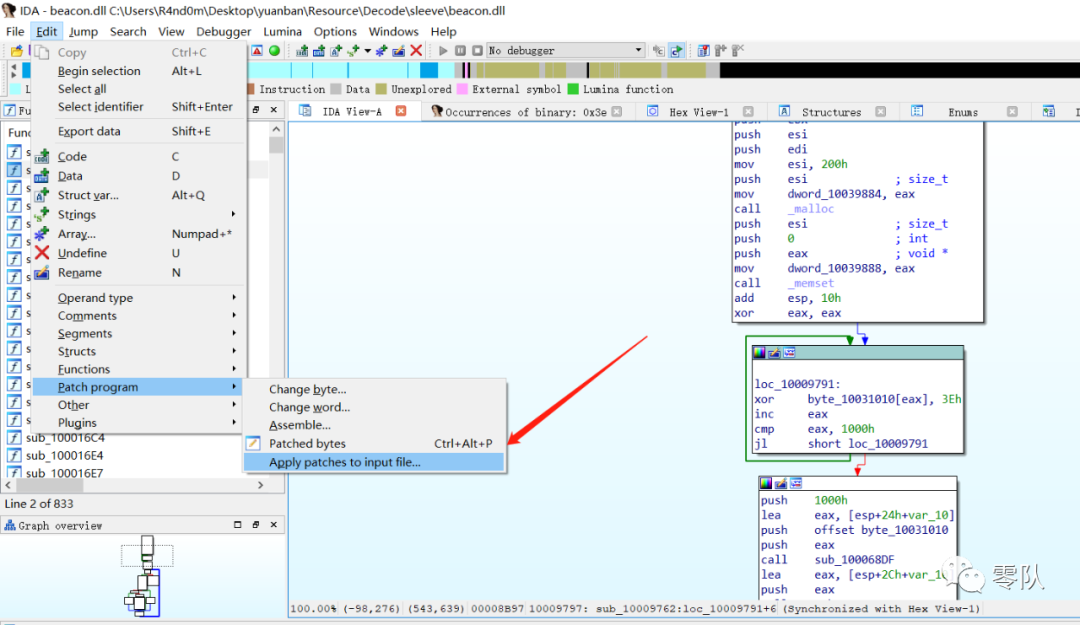 IDA - beacon.dll C:\Users\R4nd0m\Desktop\yuanban\Resource\Decode\sleeve\beacon.dll
File Edit Jump Search View Debugger Lumina Options Windows Help
No debugger
Instruction Data Unexplored External symbol Lumina function
Copy Ctrl+C
Begin selection Alt+L
Select all
Select identifier Shift+Enter
Export data Shift+E
Code C
Data D
Struct var... Alt+Q
Strings
Array... Numpad+*
Undefine U
Rename N
Operand type
Comments
Segments
Structs
Functions
Patch program
Other
Plugins
Change byte...
Change word...
Assemble...
Patched bytes Ctrl+Alt+P
Apply patches to input file...
sub_100016C4
sub_100016E4
sub_100016E7
Line 2 of 833
Graph overview
IDA View-A Occurrences of binary: 0x3e Hex View-1 Structures Enums
push eax
push esi
push edi
mov esi, 200h
push esi ; size_t
mov dword_10039884, eax
call _malloc
push esi ; size_t
push 0 ; int
push eax ; void *
mov dword_10039888, eax
call _memset
add esp, 10h
xor eax, eax
loc_10009791:
xor byte_10031010[eax], 3Eh
inc eax
cmp eax, 1000h
jl short loc_10009791
push 1000h
lea eax, [esp+24h+var_10]
push offset byte_10031010
push eax
call sub_100068DF
lea eax, [esp+2Ch+var_10
push eax
零队
100.00% (-98,276) (543,639) 00008B97 10009797: sub_10009762:loc_10009791+6 (Synchronized with Hex View-1)